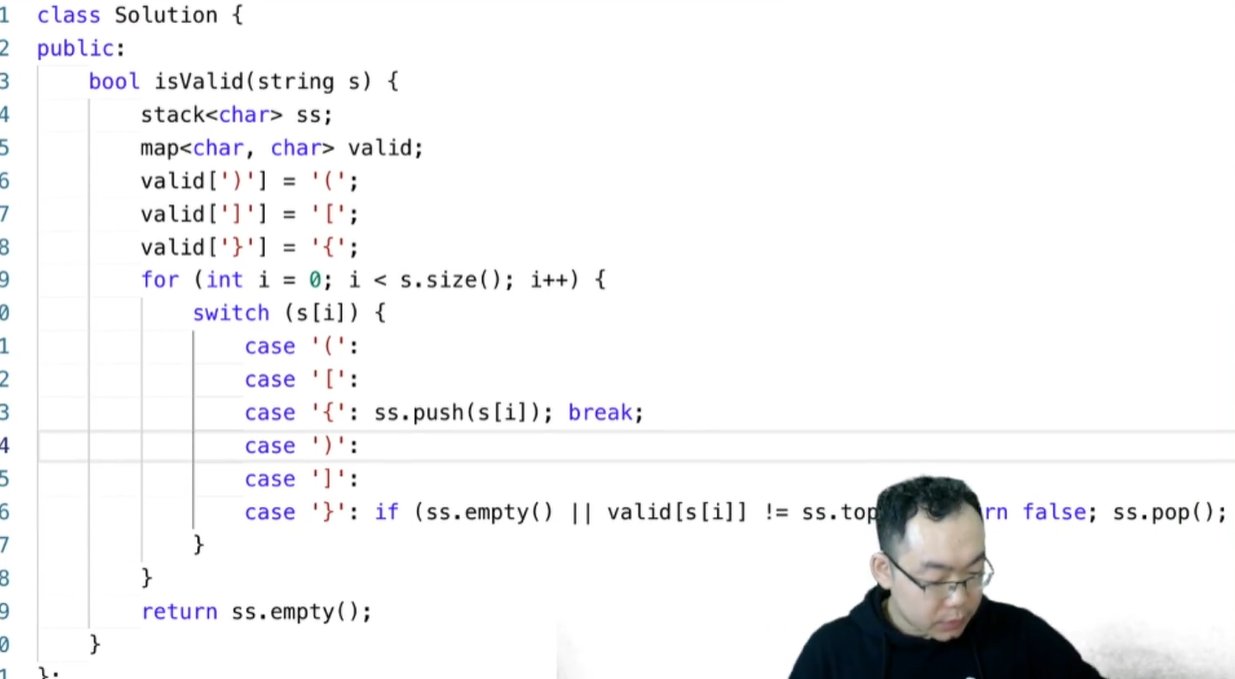 1 class Solution {
2 public:
3 bool isValid(string s) {
4 stack<char> ss;
5 map<char, char> valid;
6 valid[')'] = '(';
7 valid[']'] = '[';
8 valid['}'] = '{';
9 for (int i = 0; i < s.size(); i++) {
0 switch (s[i]) {
1 case '(':
2 case '[':
3 case '{': ss.push(s[i]); break;
4 case ')':
5 case ']':
6 case '}': if (ss.empty() || valid[s[i]] != ss.top rn false; ss.pop();
7 }
8 }
9 return ss.empty();
0 }
1 };